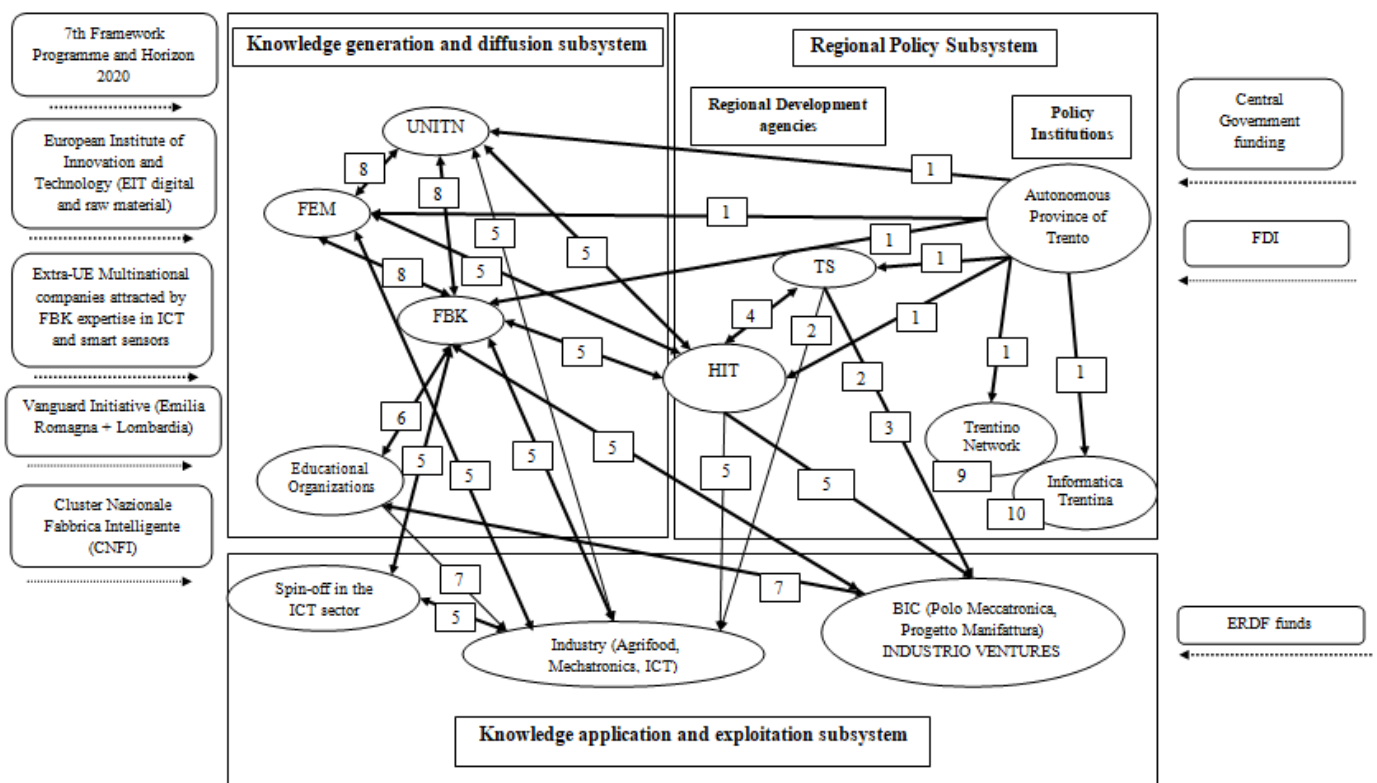 7th Framework
Programme and Horizon
2020
European Institute of
Innovation and
Technology (EIT digital
and raw material)
Extra-UE Multinational
companies attracted by
FBK expertise in ICT
and smart sensors
Vanguard Initiative (Emilia
Romagna + Lombardia)
Cluster Nazionale
Fabbrica Intelligente
(CNFI)
Knowledge generation and diffusion subsystem
UNITN
8
8
FEM
5
5
8
5
FBK
5
6
5
5
5
5
Educational
Organizations
Regional Policy Subsystem
Regional Development
agencies
Policy
Institutions
1
Autonomous
Province of
Trento
1
1
TS
1
4
2
1
HIT
2
1
1
3
Trentino
Network
9
5
5
Informatica
Trentina
10
Spin-off in the
ICT sector
7
5
7
Industry (Agrifood,
Mechatronics, ICT)
BIC (Polo Meccatronica,
Progetto Manifattura)
INDUSTRIO VENTURES
Knowledge application and exploitation subsystem
Central
Government
funding
FDI
ERDF funds